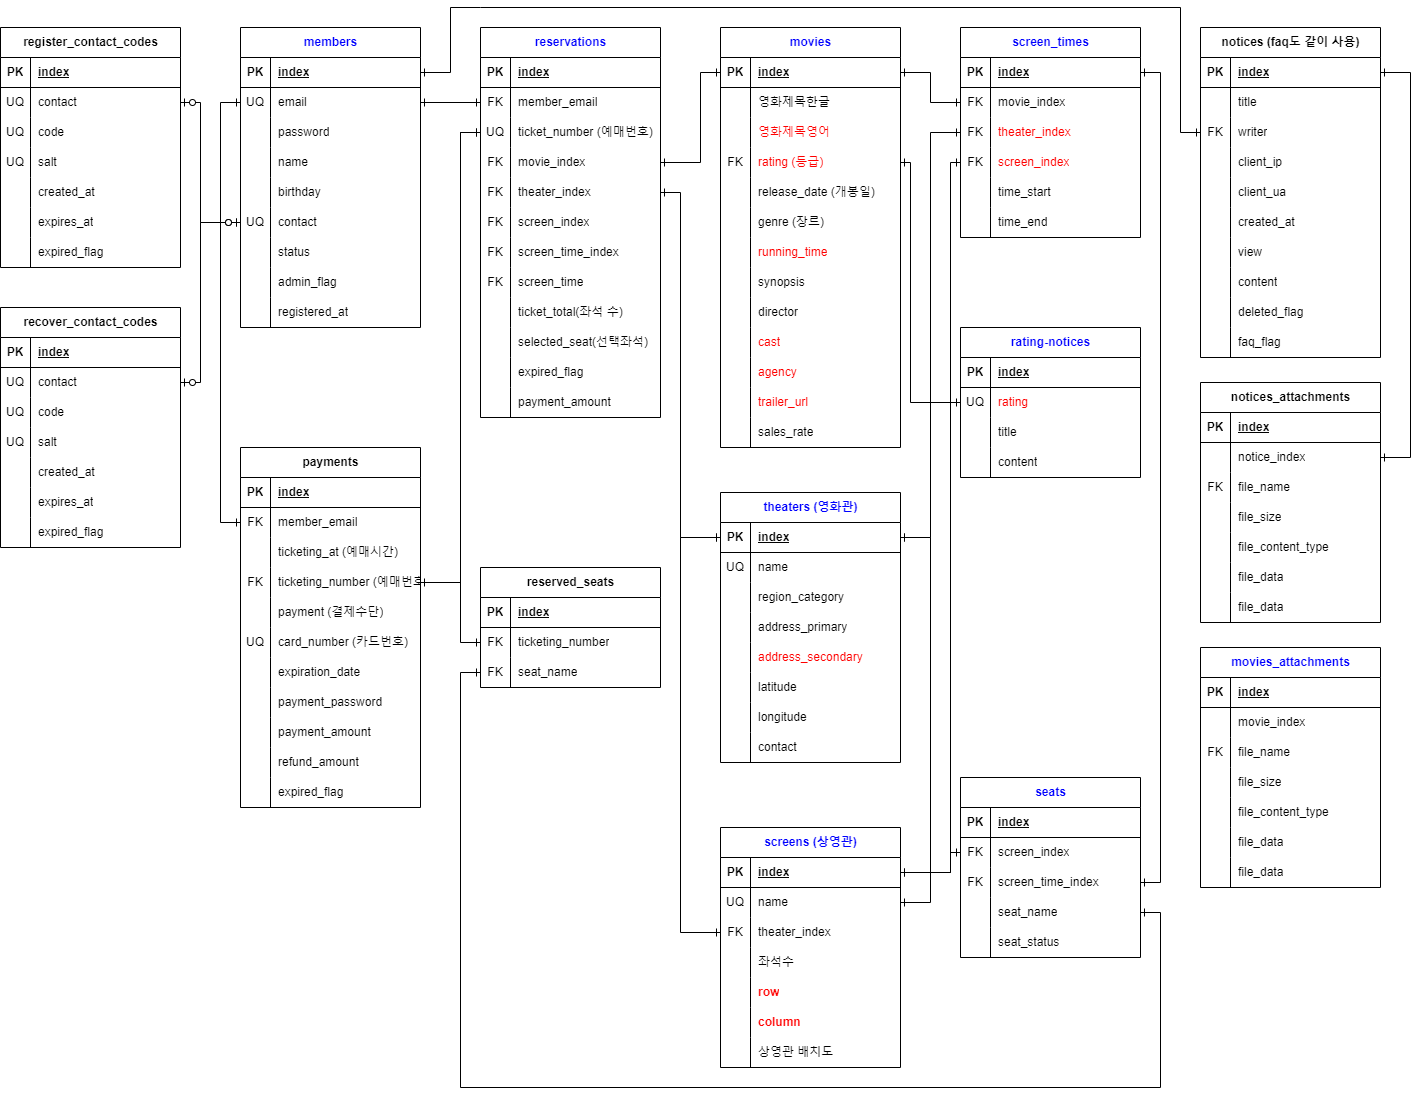 register_contact_codes
PK index
UQ contact
UQ code
UQ salt
created_at
expires_at
expired_flag
recover_contact_codes
PK index
UQ contact
UQ code
UQ salt
created_at
expires_at
expired_flag
members
PK index
UQ email
password
name
birthday
UQ contact
status
admin_flag
registered_at
payments
PK index
FK member_email
ticketing_at (예매시간)
FK ticketing_number (예매번호
payment (결제수단)
UQ card_number (카드번호)
expiration_date
payment_password
payment_amount
refund_amount
expired_flag
reservations
PK index
FK member_email
UQ ticket_number (예매번호)
FK movie_index
FK theater_index
FK screen_index
FK screen_time_index
FK screen_time
ticket_total(좌석 수)
selected_seat(선택좌석)
expired_flag
payment_amount
reserved_seats
PK index
FK ticketing_number
FK seat_name
movies
PK index
영화제목한글
영화제목영어
FK rating (등급)
release_date (개봉일)
genre (장르)
running_time
synopsis
director
cast
agency
trailer_url
sales_rate
theaters (영화관)
PK index
UQ name
region_category
address_primary
address_secondary
latitude
longitude
contact
screens (상영관)
PK index
UQ name
FK theater_index
좌석수
row
column
상영관 배치도
screen_times
PK index
FK movie_index
FK theater_index
FK screen_index
time_start
time_end
rating-notices
PK index
UQ rating
title
content
seats
PK index
FK screen_index
FK screen_time_index
seat_name
seat_status
notices (faq도 같이 사용)
PK index
title
FK writer
client_ip
client_ua
created_at
view
content
deleted_flag
faq_flag
notices_attachments
PK index
notice_index
FK file_name
file_size
file_content_type
file_data
file_data
movies_attachments
PK index
movie_index
FK file_name
file_size
file_content_type
file_data
file_data